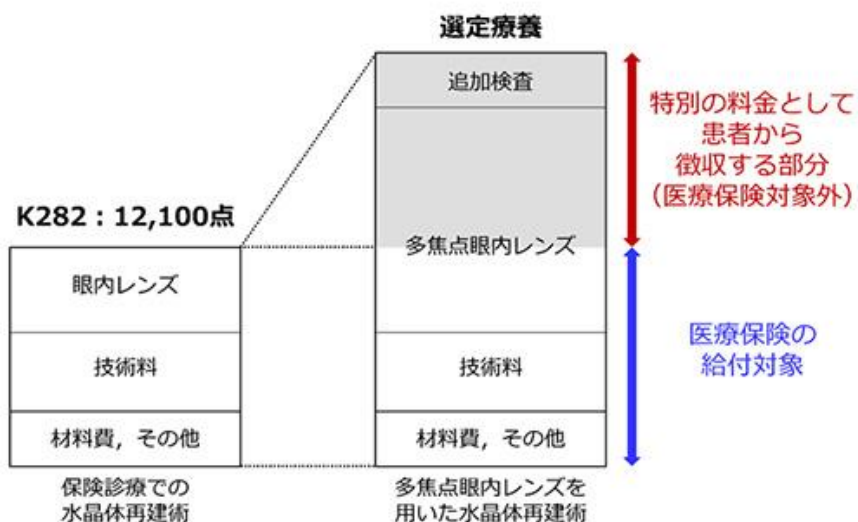 選定療養
追加検査
特別の料金として
患者から
徴収する部分
（医療保険対象外）
K282：12,100点
多焦点眼内レンズ
眼内レンズ
医療保険の
給付対象
技術料
技術料
材料費，その他
材料費，その他
保険診療での
水晶体再建術
多焦点眼内レンズを
用いた水晶体再建術